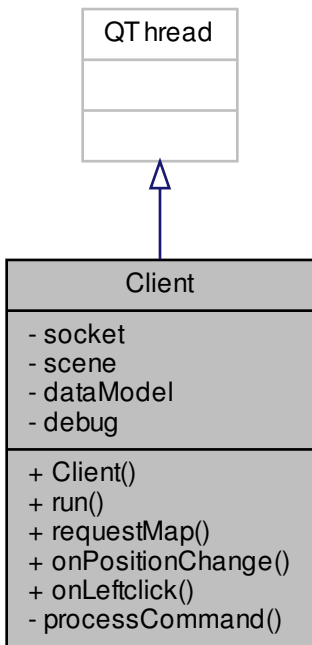 QThread
Client
- socket
- scene
- dataModel
- debug
+ Client()
+ run()
+ requestMap()
+ onPositionChange()
+ onLeftclick()
- processCommand()